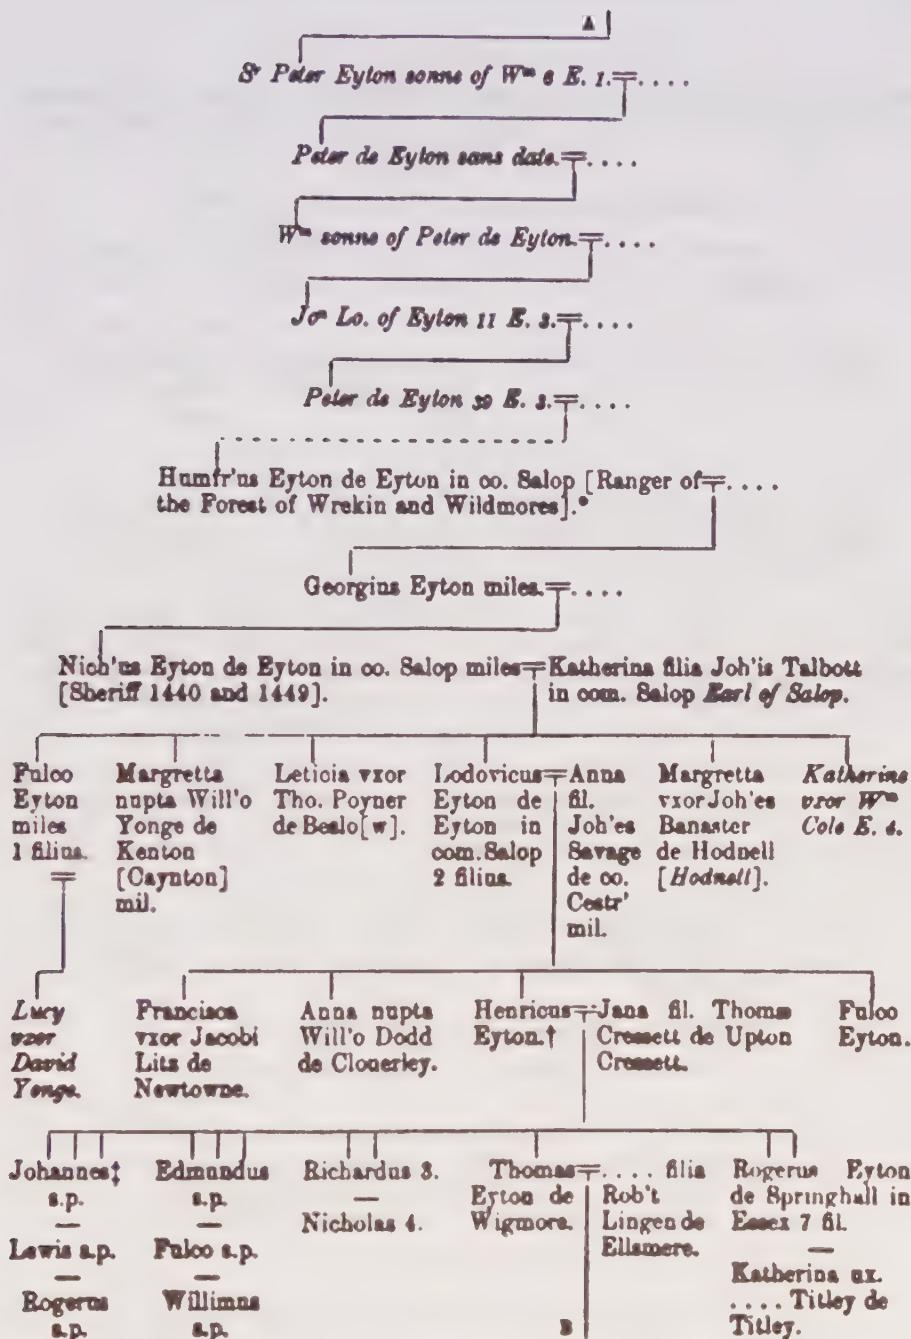 A
Sr Peter Eyton sonne of Wm 6 E. 1. = . . . .
Peter de Eyton sans date. = . . . .
Wm sonne of Peter de Eyton. = . . . .
Jon Lo. of Eyton 11 E. 3. = . . . .
Peter de Eyton 39 E. 3. = . . . .
Humfr'us Eyton de Eyton in co. Salop [Ranger of = . . . .
the Forest of Wrekin and Wildmores].*
Georgius Eyton miles. = . . . .
Nich'us Eyton de Eyton in co. Salop miles = Katherina filia Joh'is Talbott
[Sheriff 1440 and 1449].
in com. Salop Earl of Salop.
Fulco
Eyton
miles
1 filius.
=
Margretta
nupta Will'o
Yonge de
Kenton
[Caynton]
mil.
Leticia vxor
Tho. Poyner
de Beslo[w].
Lodovicus =
Eyton de
Eyton in
com. Salop
2 filius.
Anna
fil.
Joh'es
Savage
de co.
Cestr'
mil.
Margretta
vxor Joh'es
Banaster
de Hodnell
[Hodnett].
Katherine
vxor Wm
Cole E. 4.
Lucy
vxor
David
Yonge.
Francisca
vxor Jacobi
Litz de
Newtowne.
Anna nupta
Will'o Dodd
de Clouerley.
Henricus =
Eyton.†
Jana fil. Thomæ
Cressett de Upton
Cressett.
Fulco
Eyton.
Johannes‡
s.p.
—
Lewis s.p.
—
Rogerus
s.p.
Edmundus
s.p.
—
Fulco s.p.
—
Willimus
s.p.
Richardus 3.
—
Nicholas 4.
Thomas =
Eyton de
Wigmore.
. . . . filia
Rob't
Lingen de
Ellsmere.
Rogerus Eyton
de Springhall in
Essex 7 fil.
—
Katherina ux.
. . . . Titley de
Titley.
B